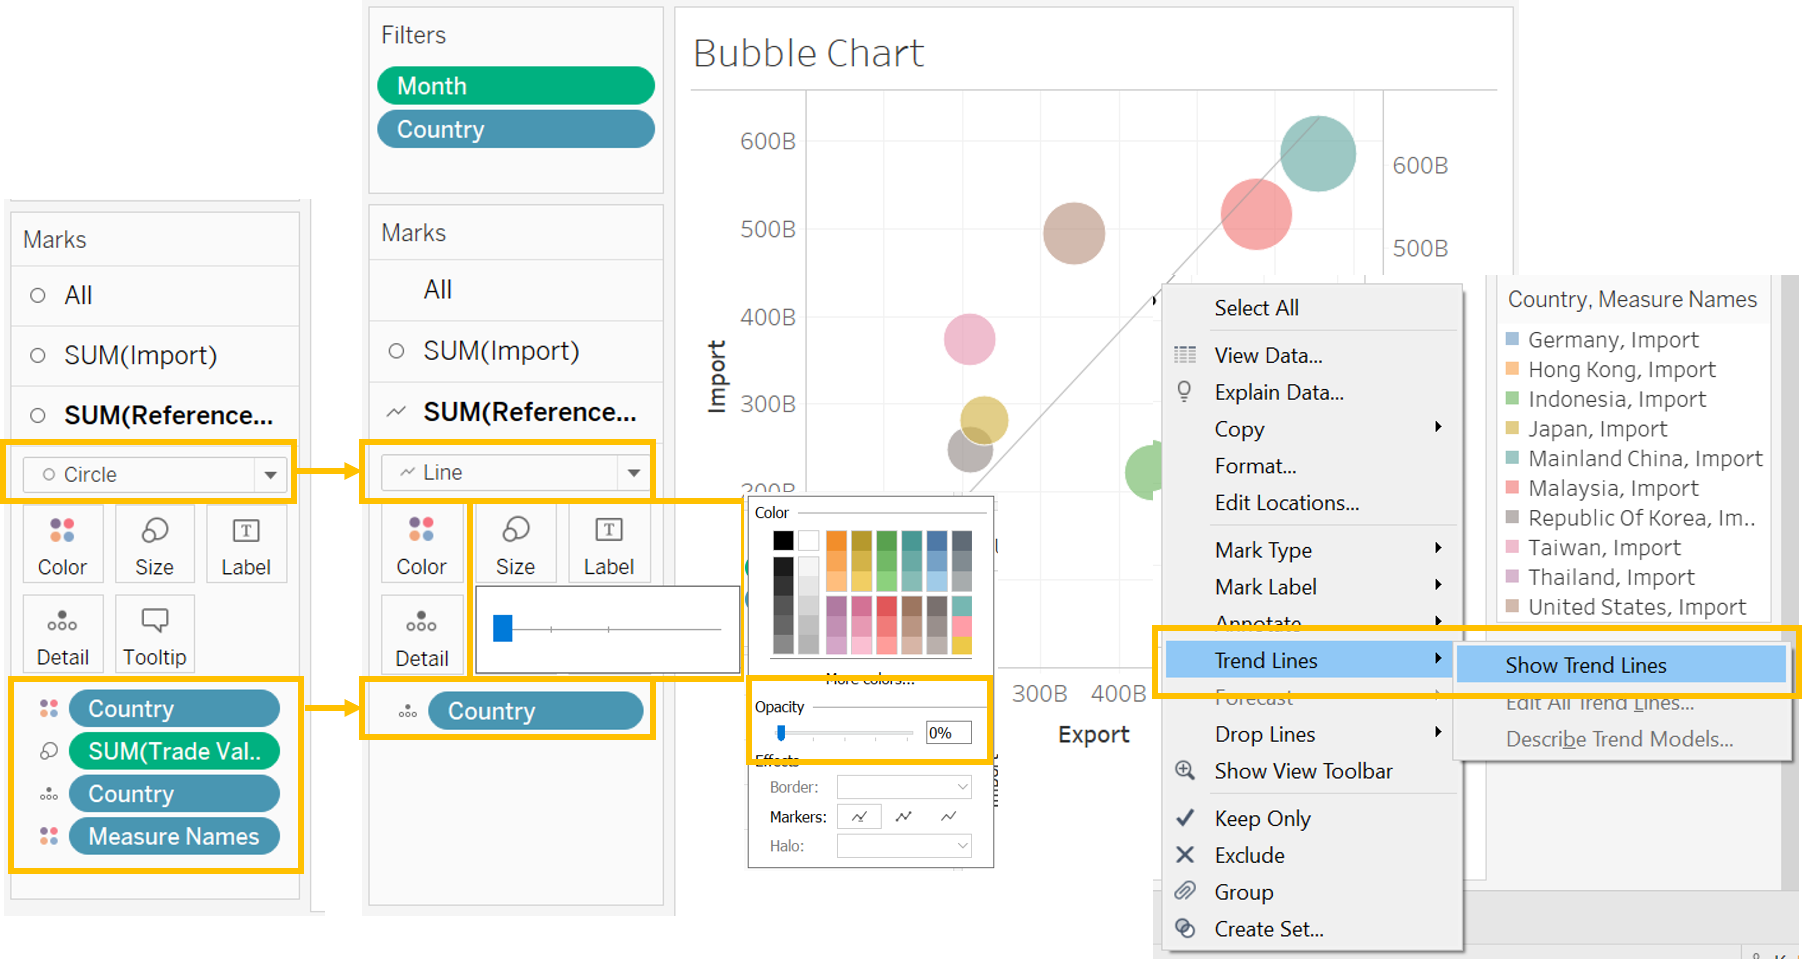 Marks
All
SUM(Import)
SUM(Reference...
Circle
Color
Size
Label
Detail
Tooltip
Country
SUM(Trade Val..
Country
Measure Names
Filters
Month
Country
Marks
All
SUM(Import)
SUM(Reference...
Line
Color
Size
Label
Detail
Country
Bubble Chart
600B
500B
400B
300B
200B
Import
600B
500B
300B
400B
Export
Color
More colors...
Opacity
0%
Effects
Border:
Markers:
Halo:
Select All
View Data...
Explain Data...
Copy
Format...
Edit Locations...
Mark Type
Mark Label
Annotate
Trend Lines
Forecast
Drop Lines
Show View Toolbar
Keep Only
Exclude
Group
Create Set...
Show Trend Lines
Edit All Trend Lines...
Describe Trend Models...
Country, Measure Names
Germany, Import
Hong Kong, Import
Indonesia, Import
Japan, Import
Mainland China, Import
Malaysia, Import
Republic Of Korea, Im..
Taiwan, Import
Thailand, Import
United States, Import